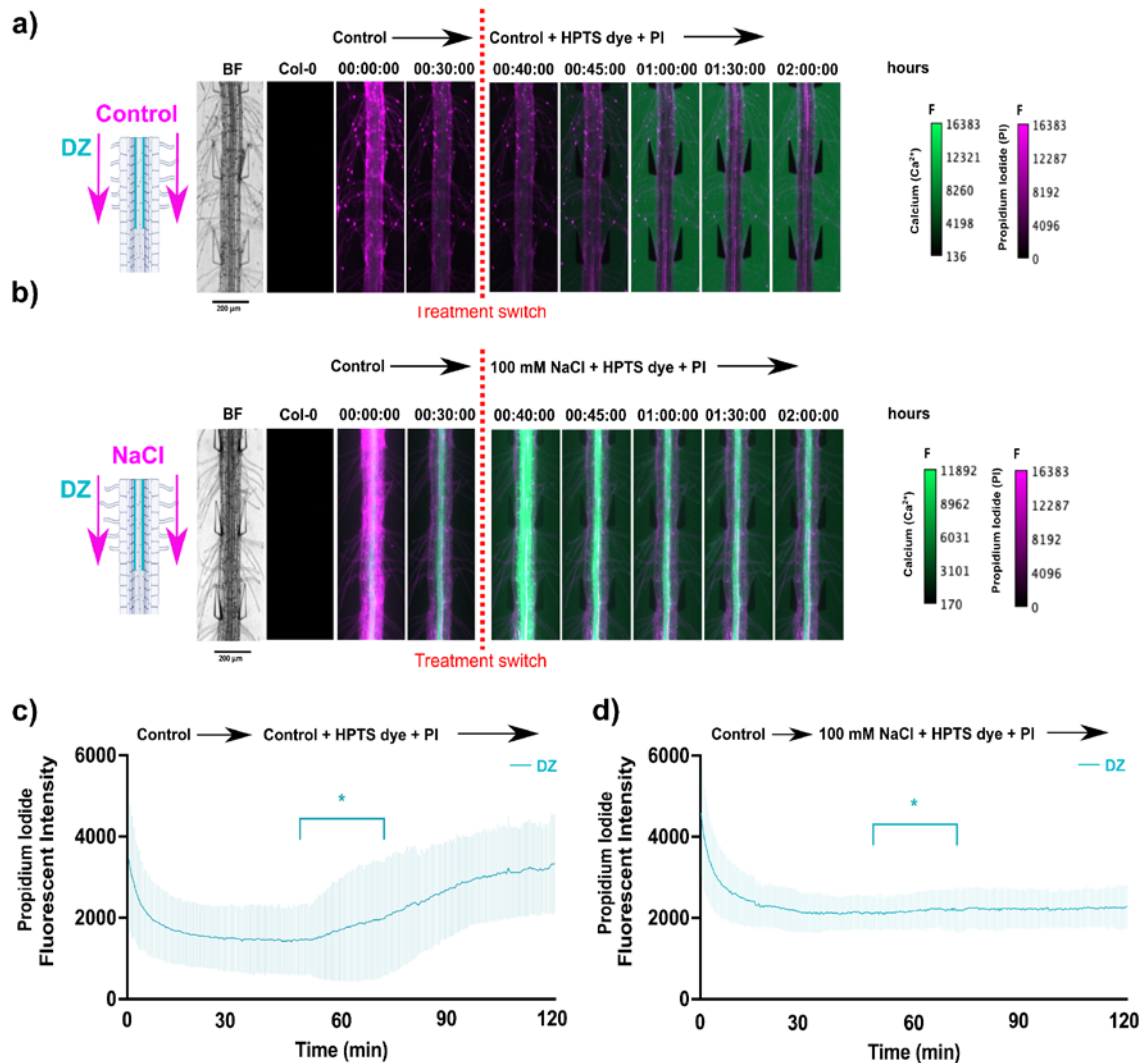 a)
Control Control + HPTS dye + PI
BF Col-0 00:00:00 00:30:00 00:40:00 00:45:00 01:00:00 01:30:00 02:00:00 hours
Control
DZ
F F
Calcium (Ca²⁺)
16383
12321
8260
4198
136
Propidium Iodide (PI)
16383
12287
8192
4096
0
200 µm
Treatment switch
b)
Control 100 mM NaCl + HPTS dye + PI
BF Col-0 00:00:00 00:30:00 00:40:00 00:45:00 01:00:00 01:30:00 02:00:00 hours
NaCl
DZ
F F
Calcium (Ca²⁺)
11892
8962
6031
3101
170
Propidium Iodide (PI)
16383
12287
8192
4096
0
200 µm
Treatment switch
c)
Control Control + HPTS dye + PI
DZ
*
Propidium Iodide
Fluorescent Intensity
6000
4000
2000
0
0 30 60 90 120
Time (min)
d)
Control 100 mM NaCl + HPTS dye + PI
DZ
*
Propidium Iodide
Fluorescent Intensity
6000
4000
2000
0
0 30 60 90 120
Time (min)